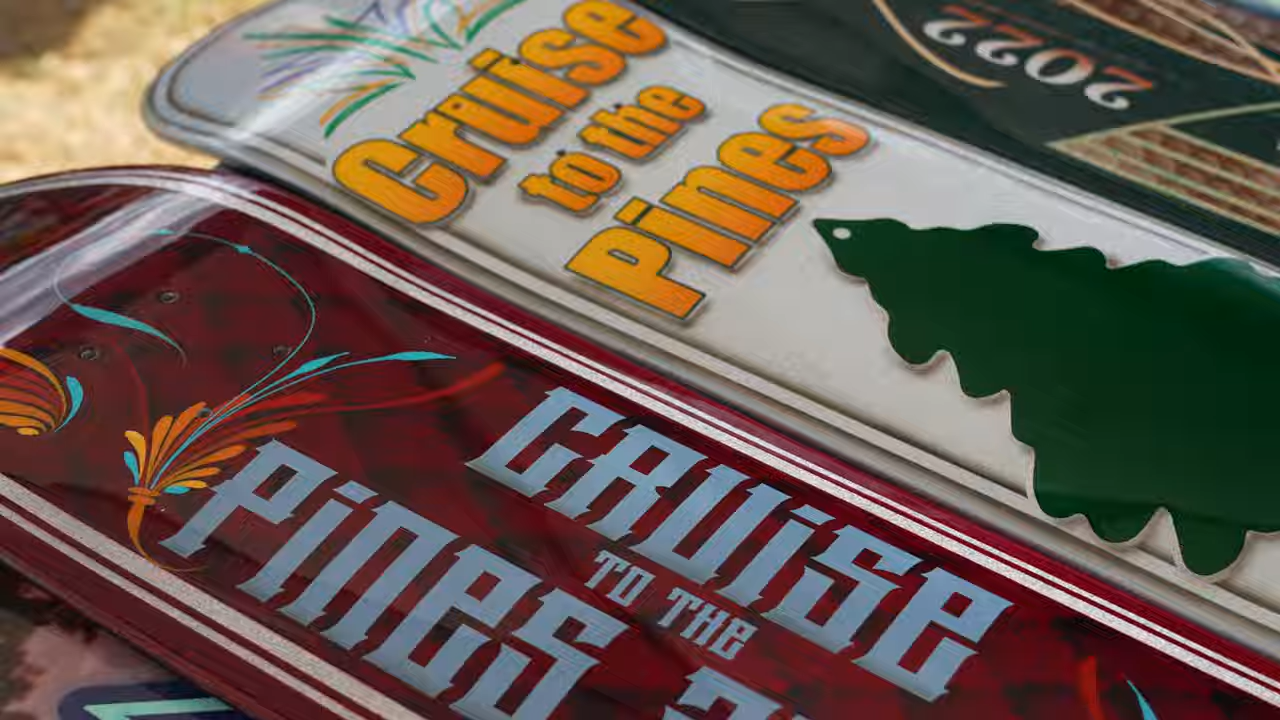 Cruise
to the
Pines
2022
CRUiSe
TO THE
PiNeS